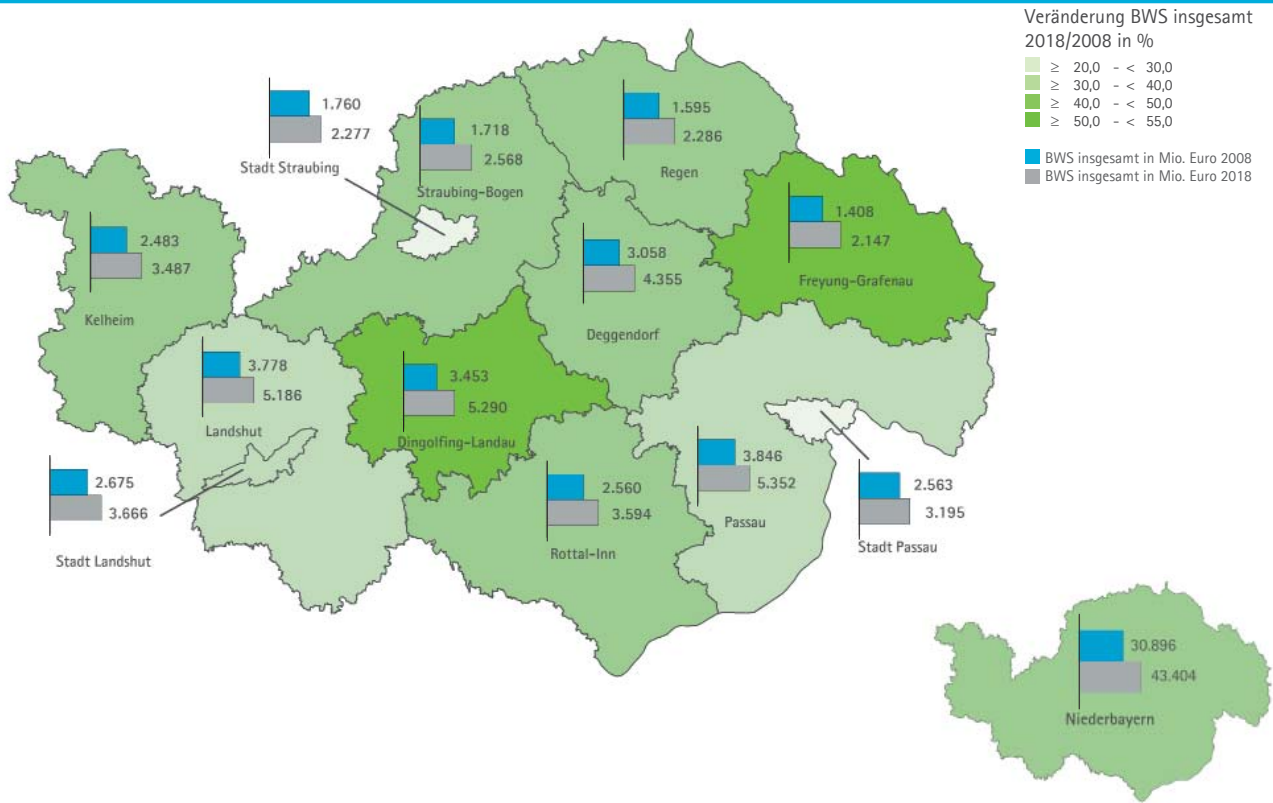 Veränderung BWS insgesamt
2018/2008 in %
≥ 20,0 - < 30,0
≥ 30,0 - < 40,0
≥ 40,0 - < 50,0
≥ 50,0 - < 55,0
BWS insgesamt in Mio. Euro 2008
BWS insgesamt in Mio. Euro 2018
1.760
2.277
Stadt Straubing
1.718
2.568
Straubing-Bogen
1.595
2.286
Regen
1.408
2.147
Freyung-Grafenau
2.483
3.487
Kelheim
3.058
4.355
Deggendorf
3.778
5.186
Landshut
3.453
5.290
Dingolfing-Landau
2.675
3.666
Stadt Landshut
2.560
3.594
Rottal-Inn
3.846
5.352
Passau
2.563
3.195
Stadt Passau
30.896
43.404
Niederbayern